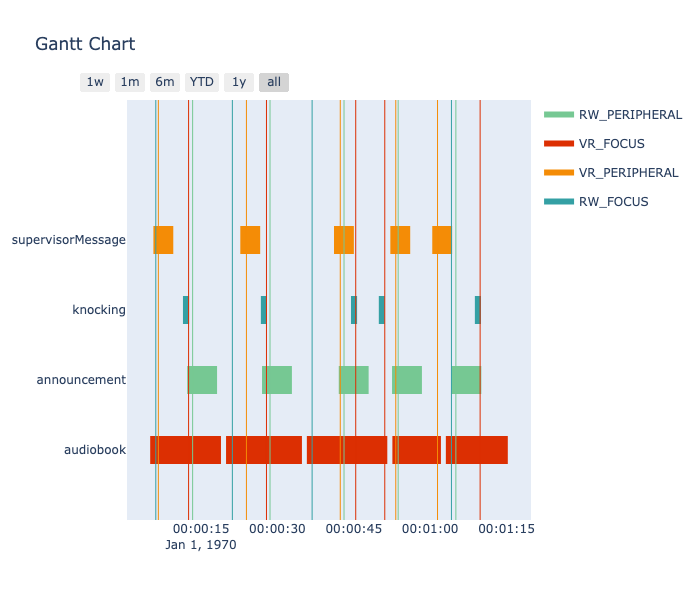 Gantt Chart
1w 1m 6m YTD 1y all
RW_PERIPHERAL
VR_FOCUS
VR_PERIPHERAL
RW_FOCUS
supervisorMessage
knocking
announcement
audiobook
00:00:15 00:00:30 00:00:45 00:01:00 00:01:15
Jan 1, 1970